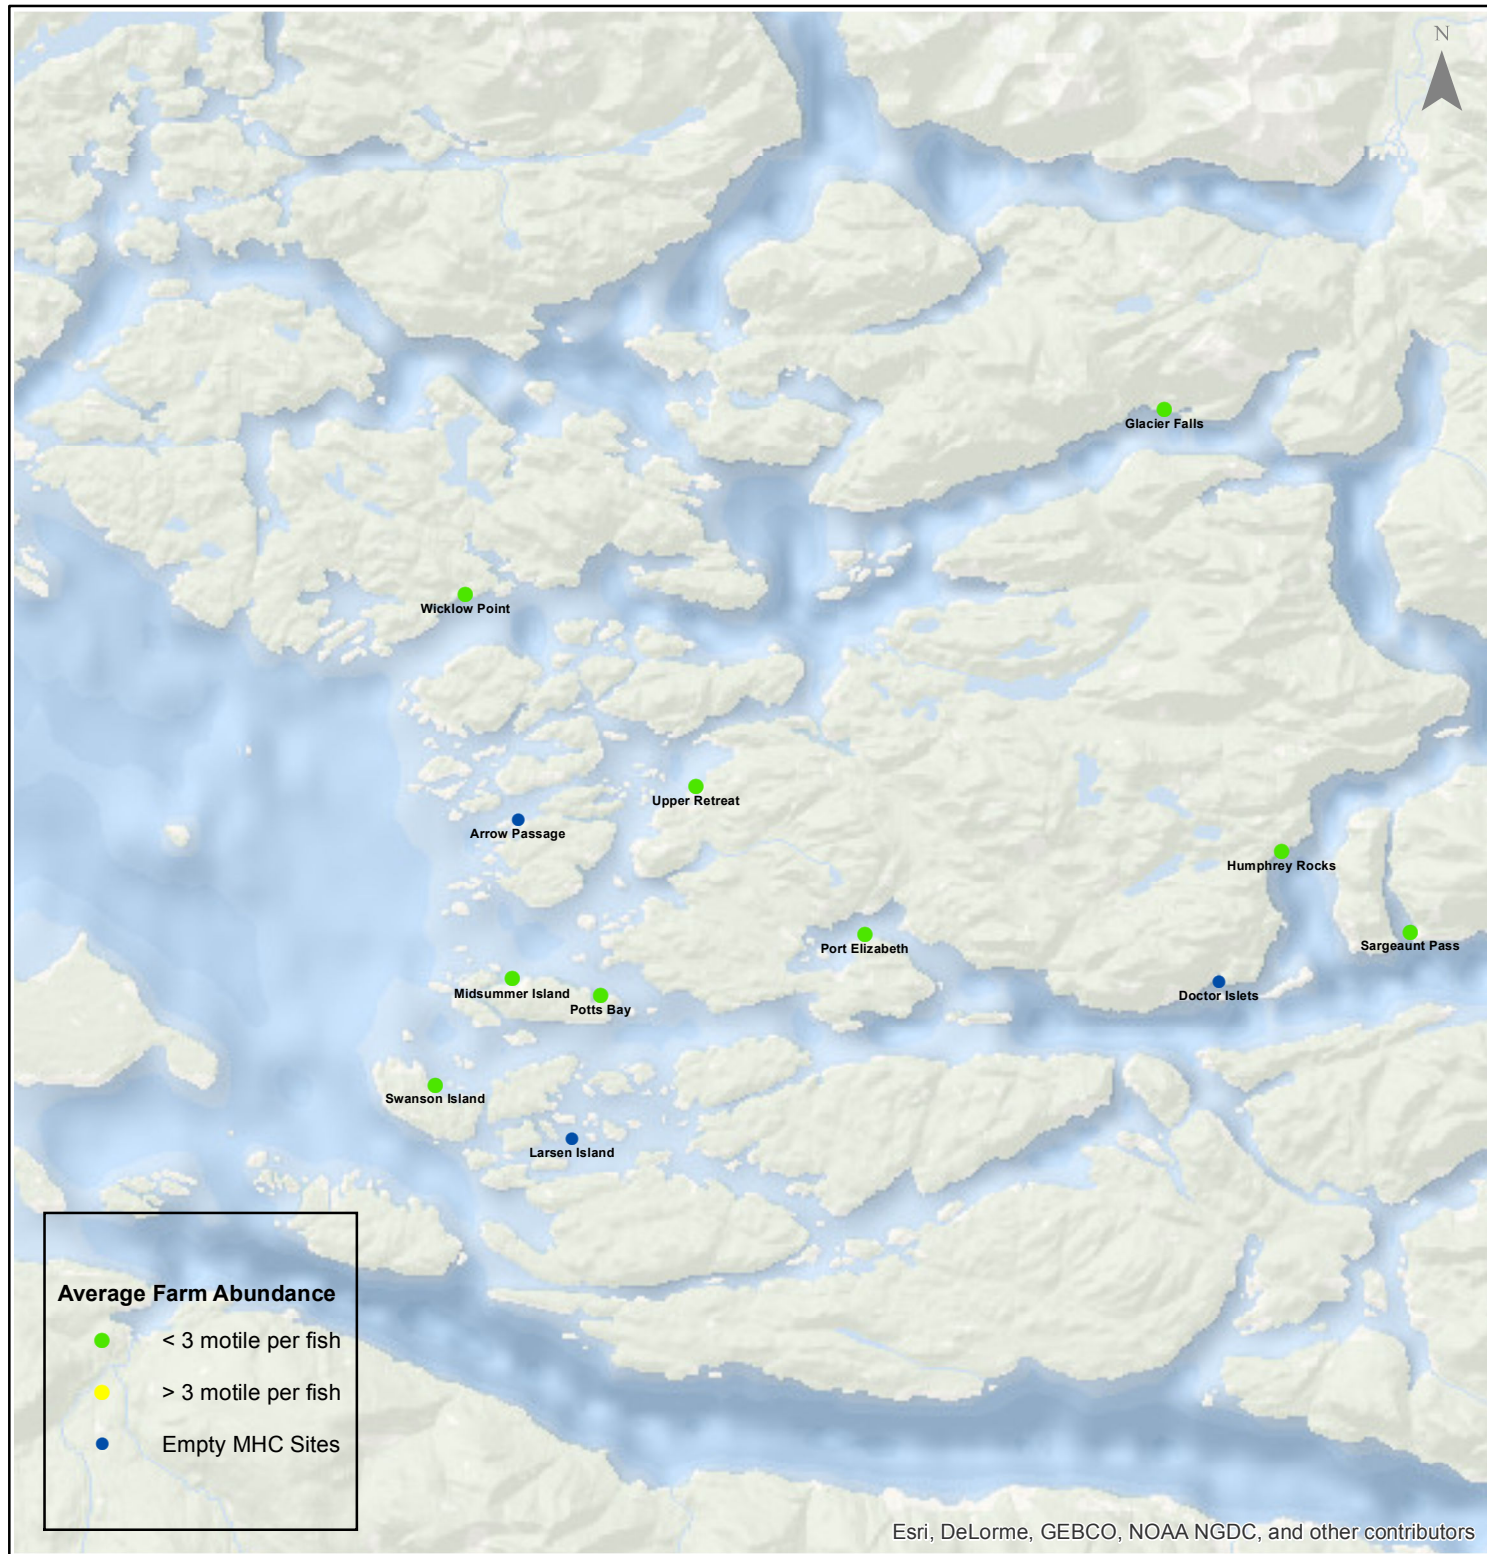 N
Glacier Falls
Wicklow Point
Upper Retreat
Arrow Passage
Humphrey Rocks
Port Elizabeth
Sargeaunt Pass
Midsummer Island
Doctor Islets
Potts Bay
Swanson Island
Larsen Island
Average Farm Abundance
< 3 motile per fish
> 3 motile per fish
Empty MHC Sites
Esri, DeLorme, GEBCO, NOAA NGDC, and other contributors